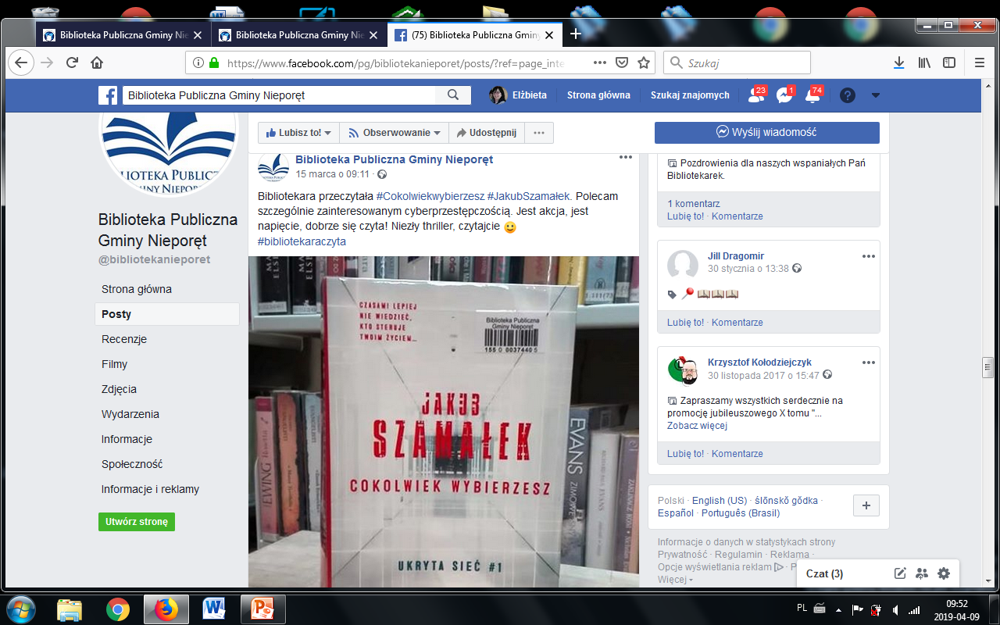 Biblioteka Publiczna Gminy Nie
Biblioteka Publiczna Gminy Nie
(75) Biblioteka Publiczna Gminy
https://www.facebook.com/pg/bibliotekanieporet/posts/?ref=page_inte
Szukaj
Biblioteka Publiczna Gminy Nieporęt
Elżbieta
Strona główna
Szukaj znajomych
23
1
74
BLIOTEKA PUBLICZ
Biblioteka Publiczna
Gminy Nieporęt
@bibliotekanieporet
Strona główna
Posty
Recenzje
Filmy
Zdjęcia
Wydarzenia
Informacje
Społeczność
Informacje i reklamy
Utwórz stronę
Lubisz to!
Obserwowanie
Udostępnij
Biblioteka Publiczna Gminy Nieporęt
15 marca o 09:11 ·
Bibliotekara przeczytała #Cokolwiekwybierzesz #JakubSzamałek. Polecam
szczególnie zainteresowanym cyberprzestępczością. Jest akcja, jest
napięcie, dobrze się czyta! Niezły thriller, czytajcie
#bibliotekaraczyta
CZASAMI LEPIEJ
NIE WIEDZIEĆ,
KTO STERUJE
TWOIM ŻYCIEM...
Biblioteka Publiczna
Gminy Nieporęt
155 0 0037440 5
JAKUB
SZAMAŁEK
COKOLWIEK WYBIERZESZ
UKRYTA SIEĆ #1
EWING
EVANS
ZIMOWE
Wyślij wiadomość
Pozdrowienia dla naszych wspaniałych Pań
Bibliotekarek.
1 komentarz
Lubię to! · Komentarze
Jill Dragomir
30 stycznia o 13:38
Lubię to! · Komentarze
Krzysztof Kołodziejczyk
30 listopada 2017 o 15:47
Zapraszamy wszystkich serdecznie na
promocję jubileuszowego X tomu "...
Zobacz więcej
Lubię to! · Komentarze
Polski · English (US) · ślōnskŏ gŏdka ·
Español · Português (Brasil)
Informacje o danych w statystykach strony
Prywatność · Regulamin · Reklama ·
Opcje wyświetlania reklam · P
Więcej
Czat (3)
PL
09:52
2019-04-09